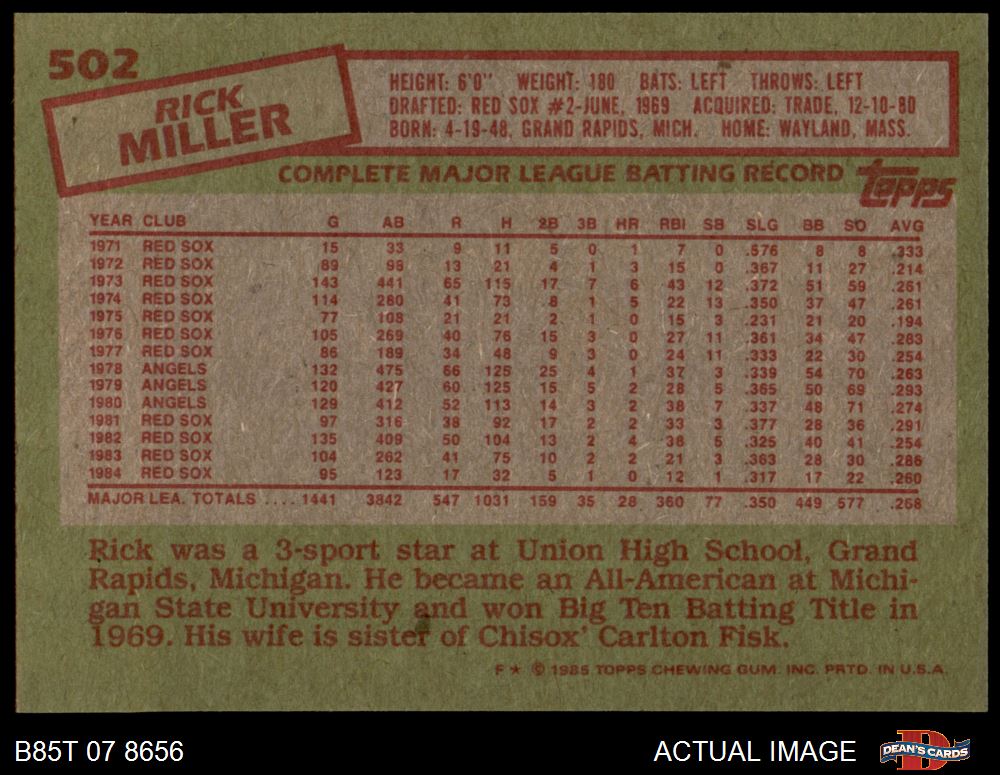 502
RICK
MILLER
HEIGHT: 6'0" WEIGHT: 180 BATS: LEFT THROWS: LEFT
DRAFTED: RED SOX #2-JUNE, 1969 ACQUIRED: TRADE, 12-10-80
BORN: 4-19-48, GRAND RAPIDS, MICH. HOME: WAYLAND, MASS.
COMPLETE MAJOR LEAGUE BATTING RECORD topps
YEAR CLUB G AB R H 2B 3B HR RBI SB SLG BB SO AVG
1971 RED SOX 15 33 9 11 5 0 1 7 0 .576 8 8 .333
1972 RED SOX 89 98 13 21 4 1 3 15 0 .367 11 27 .214
1973 RED SOX 143 441 65 115 17 7 6 43 12 .372 51 59 .261
1974 RED SOX 114 280 41 73 8 1 5 22 13 .350 37 47 .261
1975 RED SOX 77 108 21 21 2 1 0 15 3 .231 21 20 .194
1976 RED SOX 105 269 40 76 15 3 0 27 11 .361 34 47 .283
1977 RED SOX 86 189 34 48 9 3 0 24 11 .333 22 30 .254
1978 ANGELS 132 475 66 125 25 4 1 37 3 .339 54 70 .263
1979 ANGELS 120 427 60 125 15 5 2 28 5 .365 50 69 .293
1980 ANGELS 129 412 52 113 14 3 2 38 7 .337 48 71 .274
1981 RED SOX 97 316 38 92 17 2 2 33 3 .377 28 36 .291
1982 RED SOX 135 409 50 104 13 2 4 38 5 .325 40 41 .254
1983 RED SOX 104 262 41 75 10 2 2 21 3 .363 28 30 .286
1984 RED SOX 95 123 17 32 5 1 0 12 1 .317 17 22 .260
MAJOR LEA. TOTALS .... 1441 3842 547 1031 159 35 28 360 77 .350 449 577 .268
Rick was a 3-sport star at Union High School, Grand
Rapids, Michigan. He became an All-American at Michi-
gan State University and won Big Ten Batting Title in
1969. His wife is sister of Chisox' Carlton Fisk.
F★ © 1985 TOPPS CHEWING GUM. INC. PRTD. IN U.S.A.
B85T 07 8656 ACTUAL IMAGE D DEAN'S CARDS